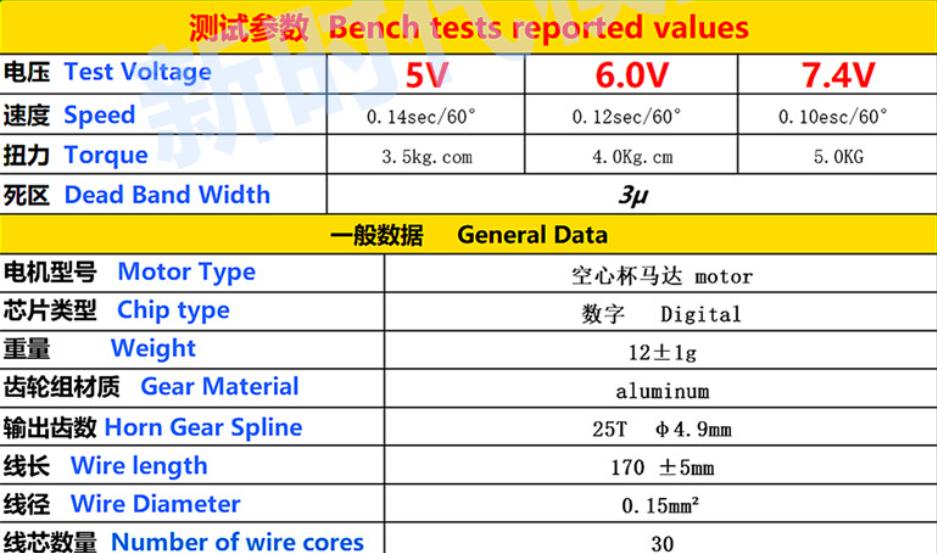 测试参数 Bench tests reported values
电压 Test Voltage 5V 6.0V 7.4V
速度 Speed 0.14sec/60° 0.12sec/60° 0.10esc/60°
扭力 Torque 3.5kg.com 4.0Kg.cm 5.0KG
死区 Dead Band Width 3μ
一般数据 General Data
电机型号 Motor Type 空心杯马达 motor
芯片类型 Chip type 数字 Digital
重量 Weight 12±1g
齿轮组材质 Gear Material aluminum
输出齿数 Horn Gear Spline 25T φ4.9mm
线长 Wire length 170 ±5mm
线径 Wire Diameter 0.15mm²
线芯数量 Number of wire cores 30
新时代